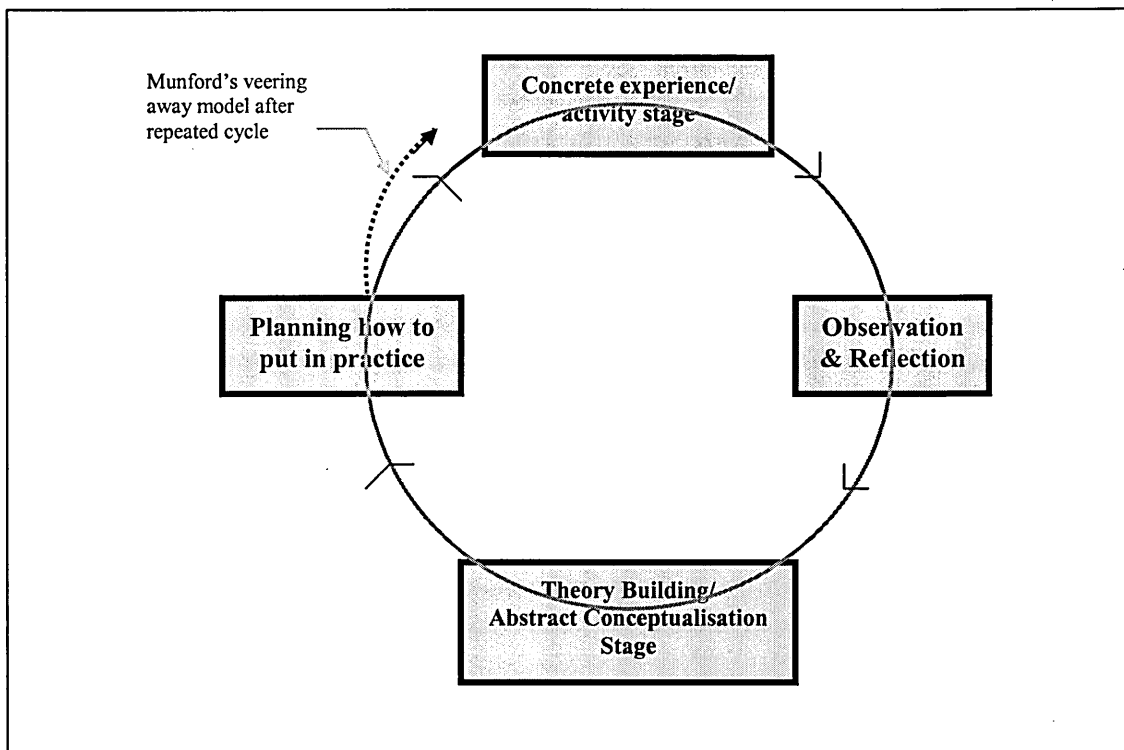 Munford's veering
away model after
repeated cycle
Concrete experience/
activity stage
Planning how to
put in practice
Observation
& Reflection
Theory Building/
Abstract Conceptualisation
Stage